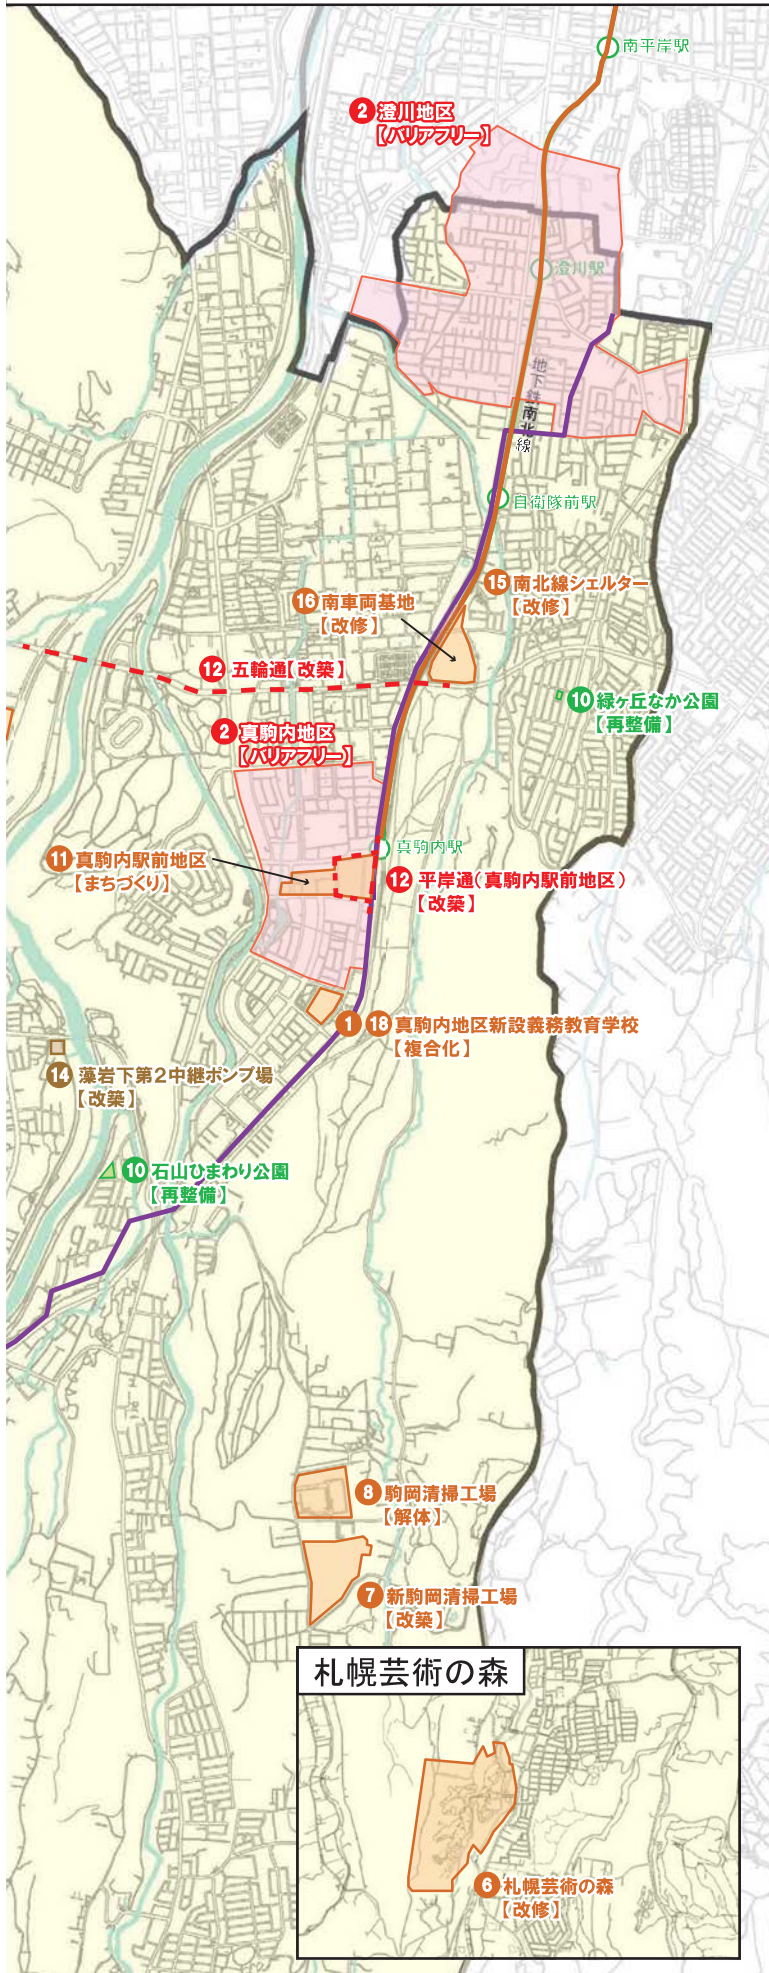 南平岸駅
2 澄川地区
【バリアフリー】
澄川駅
地下鉄南北線
自衛隊前駅
15 南北線シェルター
【改修】
16 南車両基地
【改修】
12 五輪通【改築】
10 緑ヶ丘なか公園
【再整備】
2 真駒内地区
【バリアフリー】
真駒内駅
11 真駒内駅前地区
【まちづくり】
12 平岸通（真駒内駅前地区）
【改築】
1 18 真駒内地区新設義務教育学校
【複合化】
14 藻岩下第2中継ポンプ場
【改築】
10 石山ひまわり公園
【再整備】
8 駒岡清掃工場
【解体】
7 新駒岡清掃工場
【改築】
札幌芸術の森
6 札幌芸術の森
【改修】